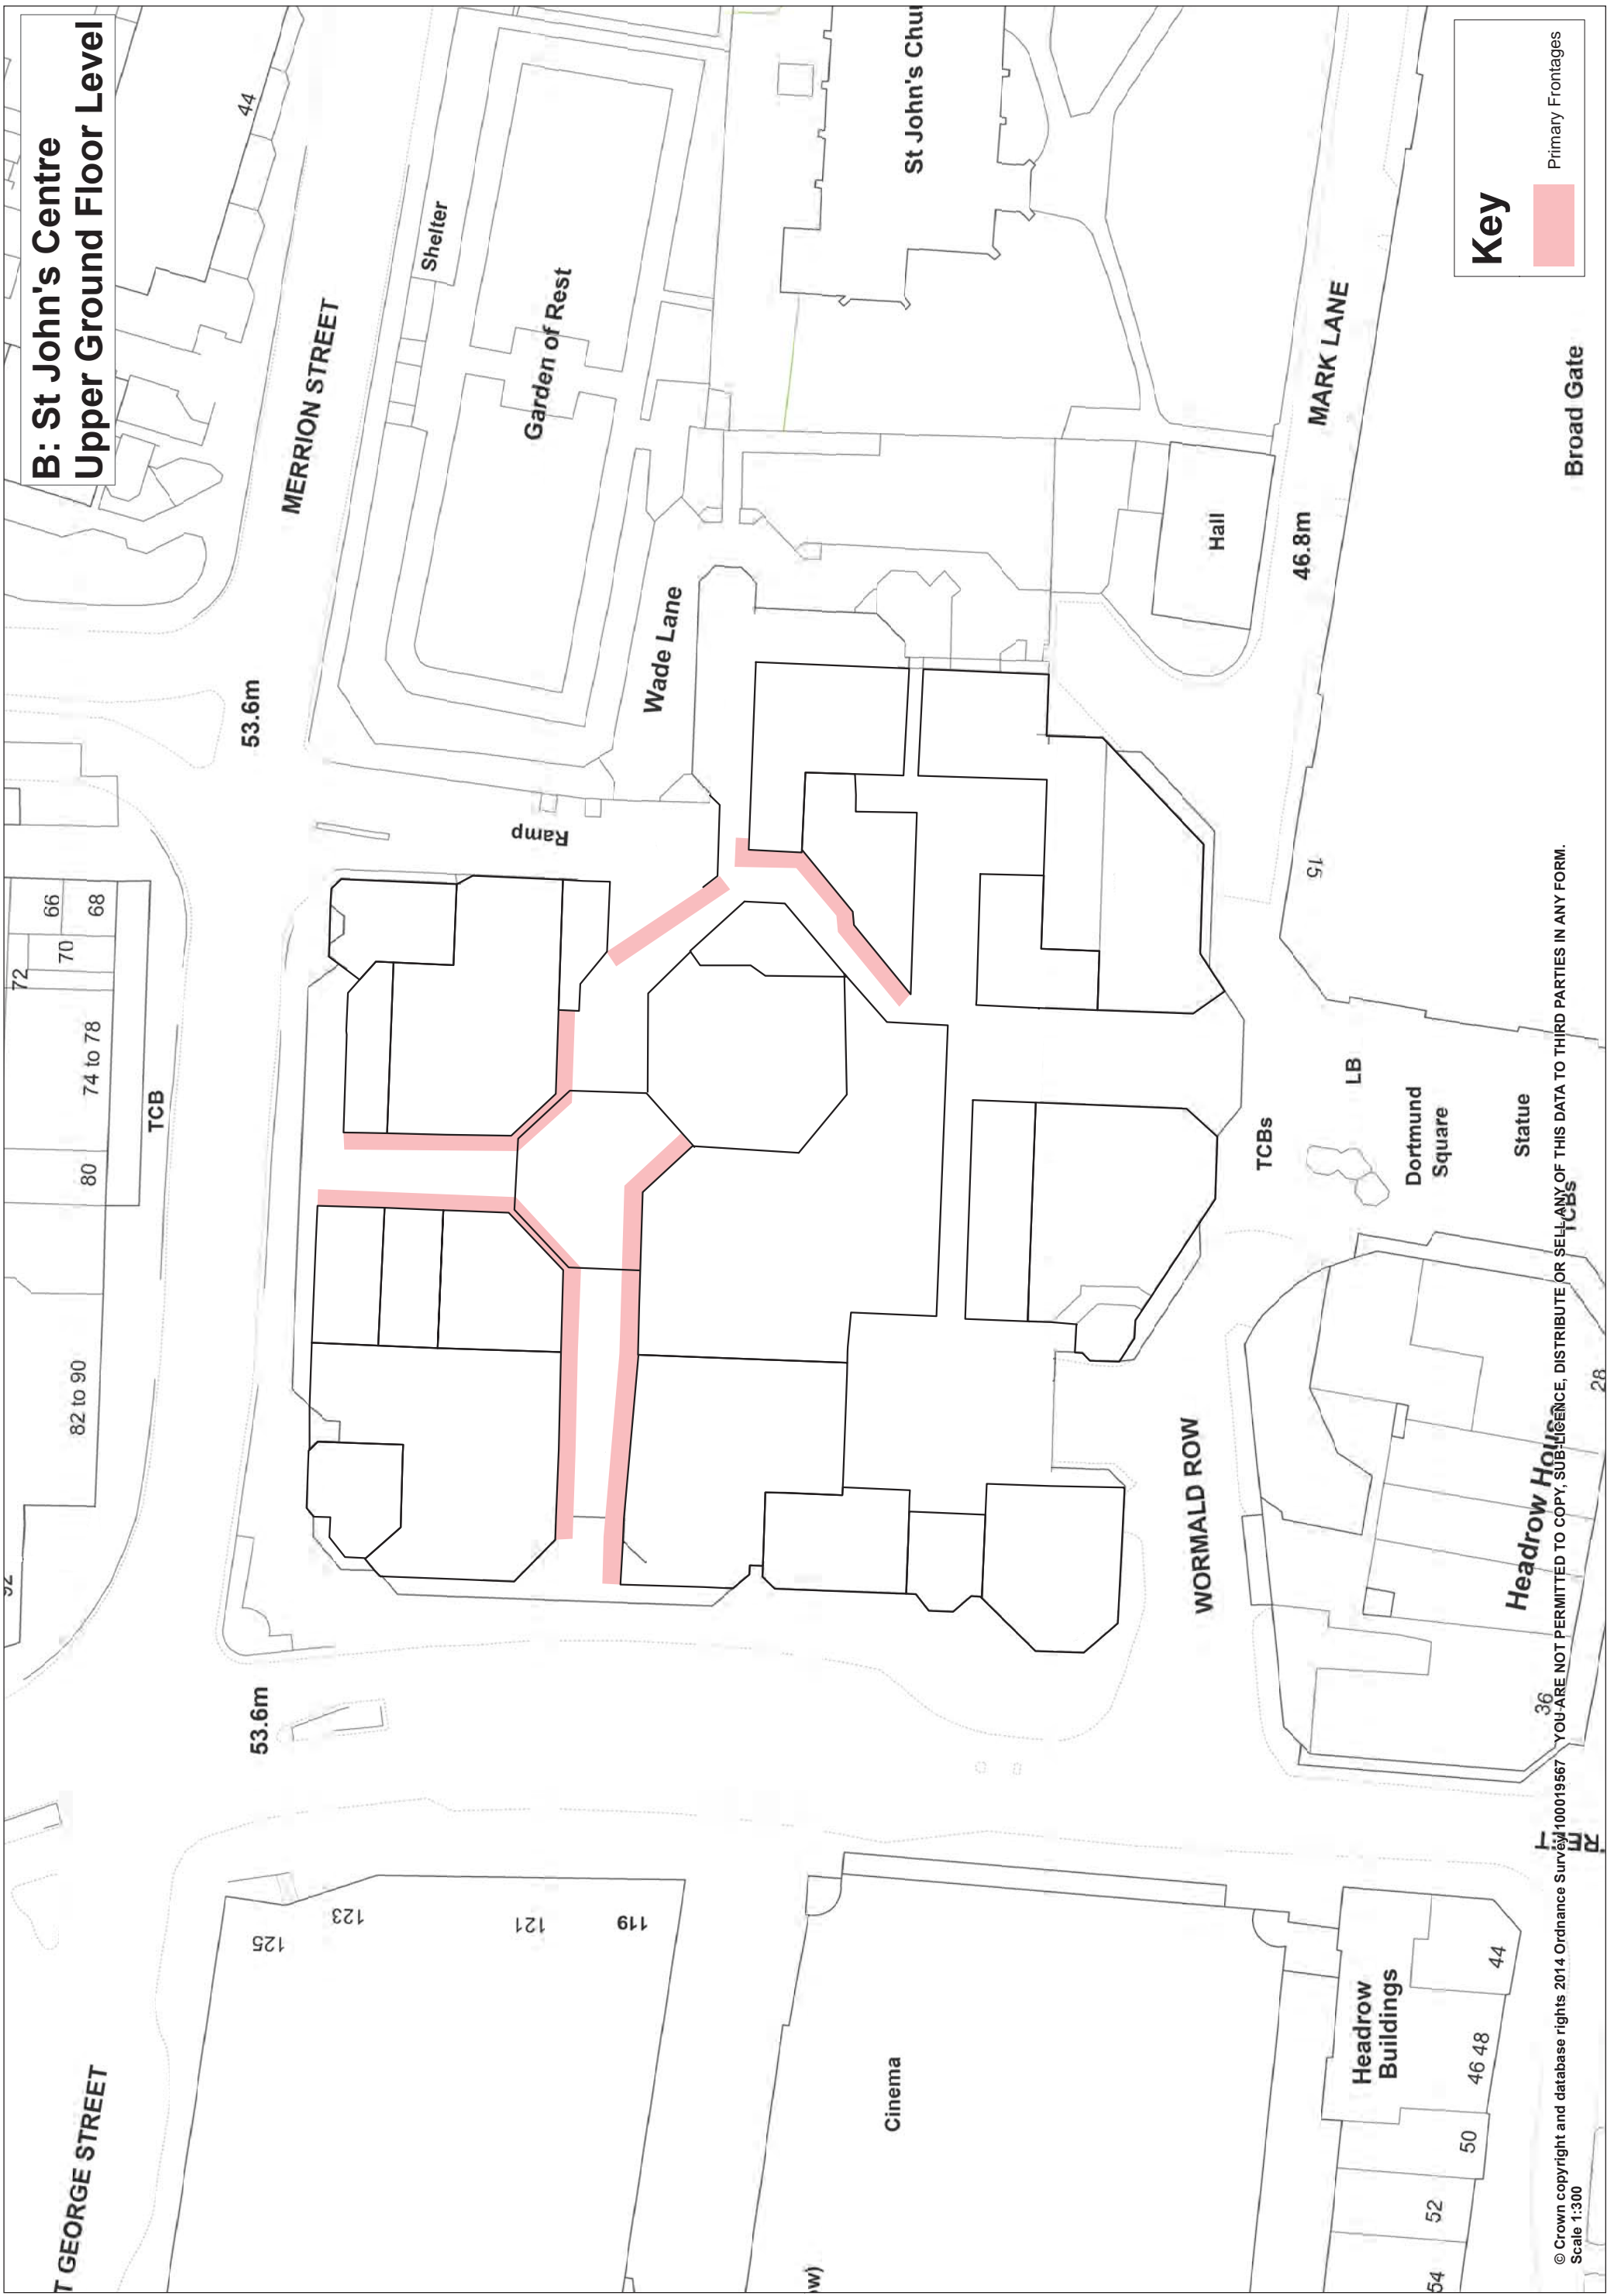 B: St John's Centre
Upper Ground Floor Level
44
MERRION STREET
Shelter
Garden of Rest
St John's Chur
Key
Primary Frontages
MARK LANE
Broad Gate
Hall
46.8m
Wade Lane
53.6m
Ramp
66
68
70
72
74 to 78
TCB
80
82 to 90
92
15
LB
TCBs
Dortmund
Square
Statue
TCBs
WORMALD ROW
Headrow House
28
36
53.6m
125
123
121
119
T GEORGE STREET
Cinema
Headrow
Buildings
44
46 48
50
52
54
ow)
REET
© Crown copyright and database rights 2014 Ordnance Survey 100019567 YOU ARE NOT PERMITTED TO COPY, SUB-LICENCE, DISTRIBUTE OR SELL ANY OF THIS DATA TO THIRD PARTIES IN ANY FORM.
Scale 1:300